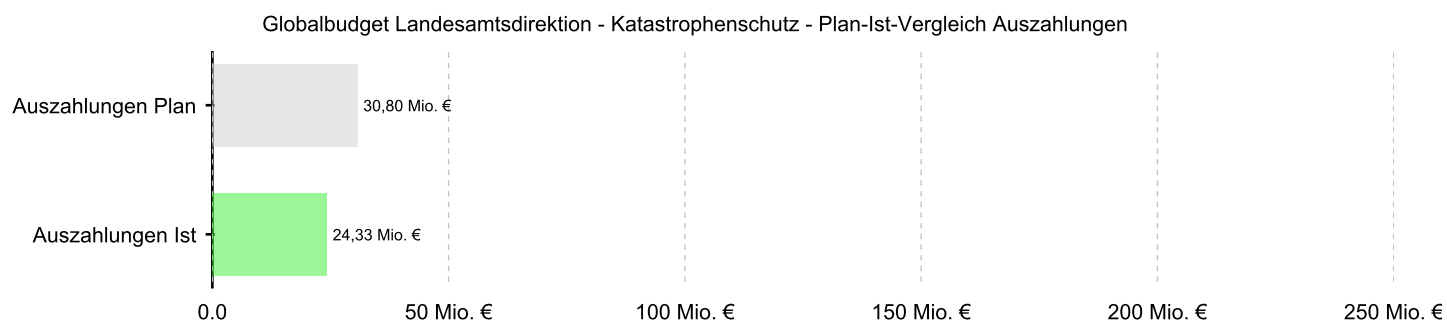 Globalbudget Landesamtsdirektion - Katastrophenschutz - Plan-Ist-Vergleich Auszahlungen
Auszahlungen Plan
30,80 Mio. €
Auszahlungen Ist
24,33 Mio. €
0.0
50 Mio. €
100 Mio. €
150 Mio. €
200 Mio. €
250 Mio. €